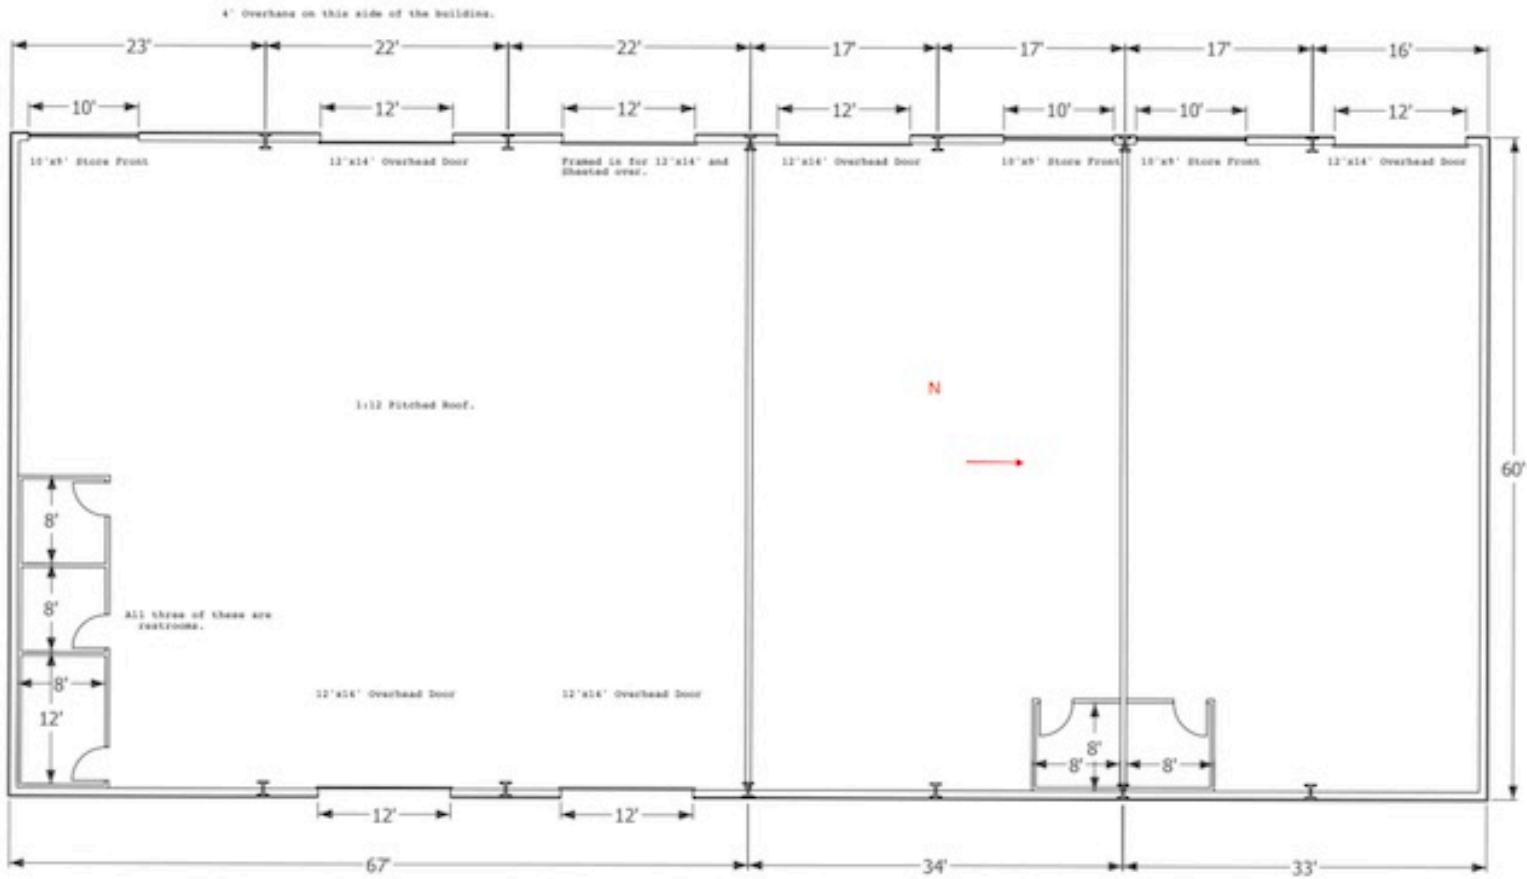 4' Overhang on this side of the building.
23' 22' 22' 17' 17' 17' 16'
10' 12' 12' 12' 10' 10' 12'
10'x9' Store Front
12'x14' Overhead Door
Framed in for 12'x14' and
Sheeted over.
12'x14' Overhead Door
10'x9' Store Front
10'x9' Store Front
12'x14' Overhead Door
N
1:12 Pitched Roof.
60'
8'
8'
All three of these are
restrooms.
8'
12'
12'x14' Overhead Door
12'x14' Overhead Door
8'
8' 8'
12' 12'
67' 34' 33'